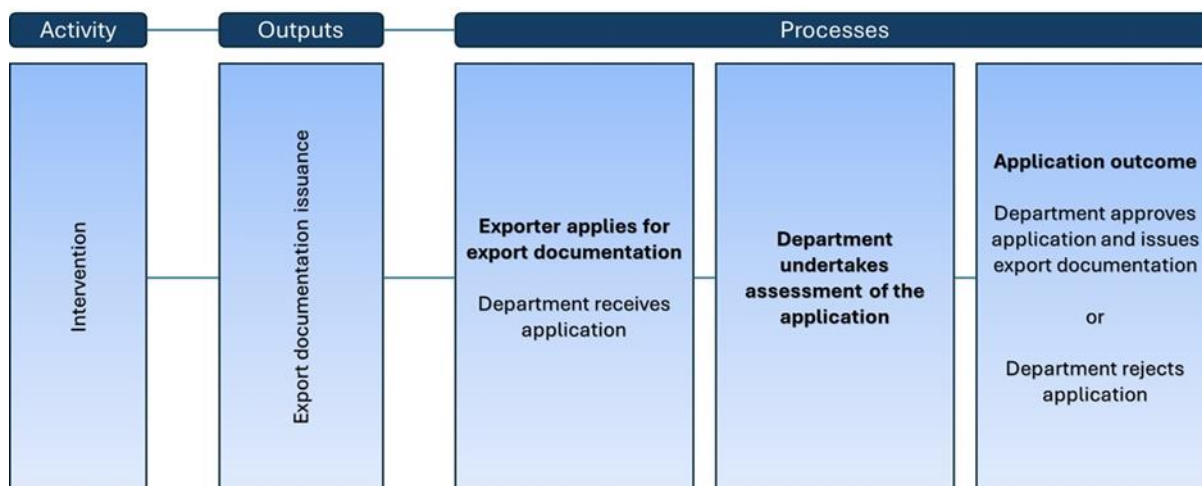 Activity
Outputs
Processes
Intervention
Export documentation issuance
Exporter applies for
export documentation
Department receives
application
Department
undertakes
assessment of the
application
Application outcome
Department approves
application and issues
export documentation
or
Department rejects
application